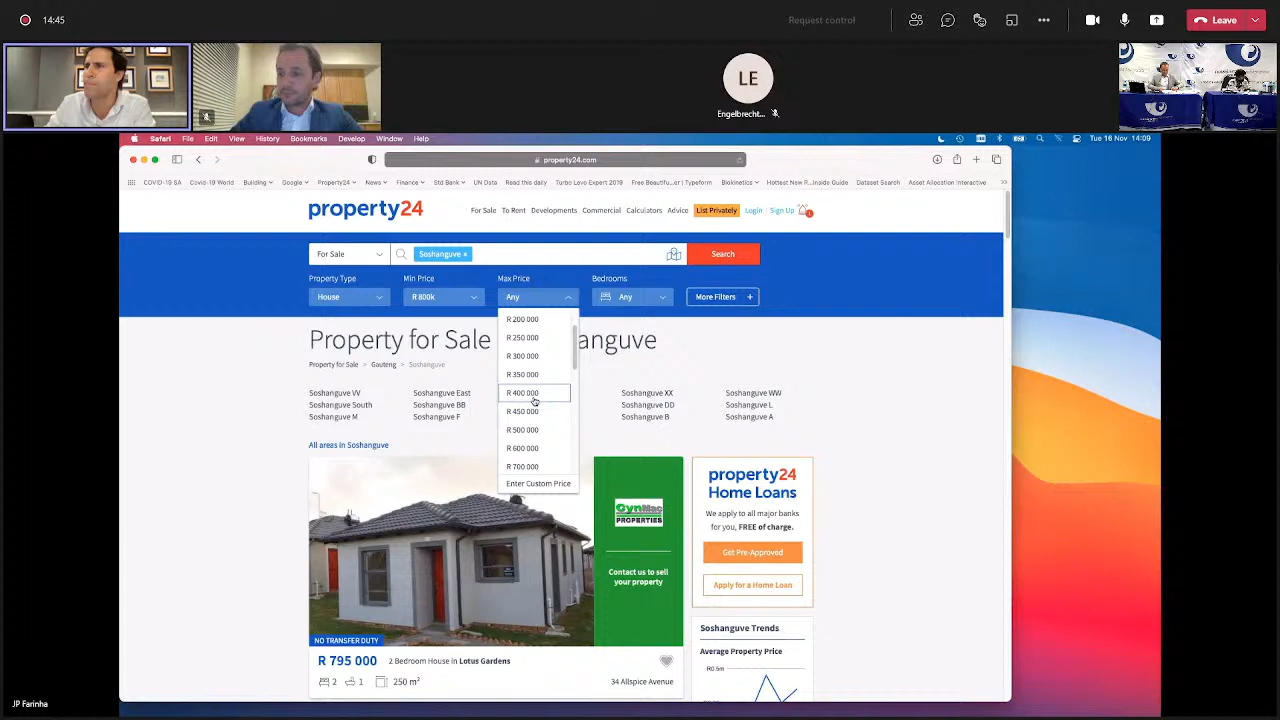 14:45
Request control
Leave
LE
Engelbrecht...
Safari File Edit View History Bookmarks Develop Window Help
Tue 16 Nov 14:09
property24.com
COVID-19 SA Covid-19 World Building Google Property24 News Finance Std Bank UN Data Read this daily Turbo Levo Expert 2019 Free Beautifu...er | Typeform Biokinetics Hottest New P...Inside Guide Dataset Search Asset Allocation Interactive
property24
For Sale To Rent Developments Commercial Calculators Advice List Privately Login Sign Up
For Sale
Soshanguve ×
Search
Property Type Min Price Max Price Bedrooms
House R 800k Any Any More Filters +
R 200 000
R 250 000
R 300 000
R 350 000
R 400 000
R 450 000
R 500 000
R 600 000
R 700 000
Enter Custom Price
Property for Sale anguve
Property for Sale > Gauteng > Soshanguve
Soshanguve VV Soshanguve East Soshanguve XX Soshanguve WW
Soshanguve South Soshanguve BB Soshanguve DD Soshanguve L
Soshanguve M Soshanguve F Soshanguve B Soshanguve A
All areas in Soshanguve
GynMac
PROPERTIES
Contact us to sell
your property
NO TRANSFER DUTY
R 795 000 2 Bedroom House in Lotus Gardens
2 1 250 m² 34 Allspice Avenue
property24
Home Loans
We apply to all major banks
for you, FREE of charge.
Get Pre-Approved
Apply for a Home Loan
Soshanguve Trends
Average Property Price
R0.5m
JP Farinha